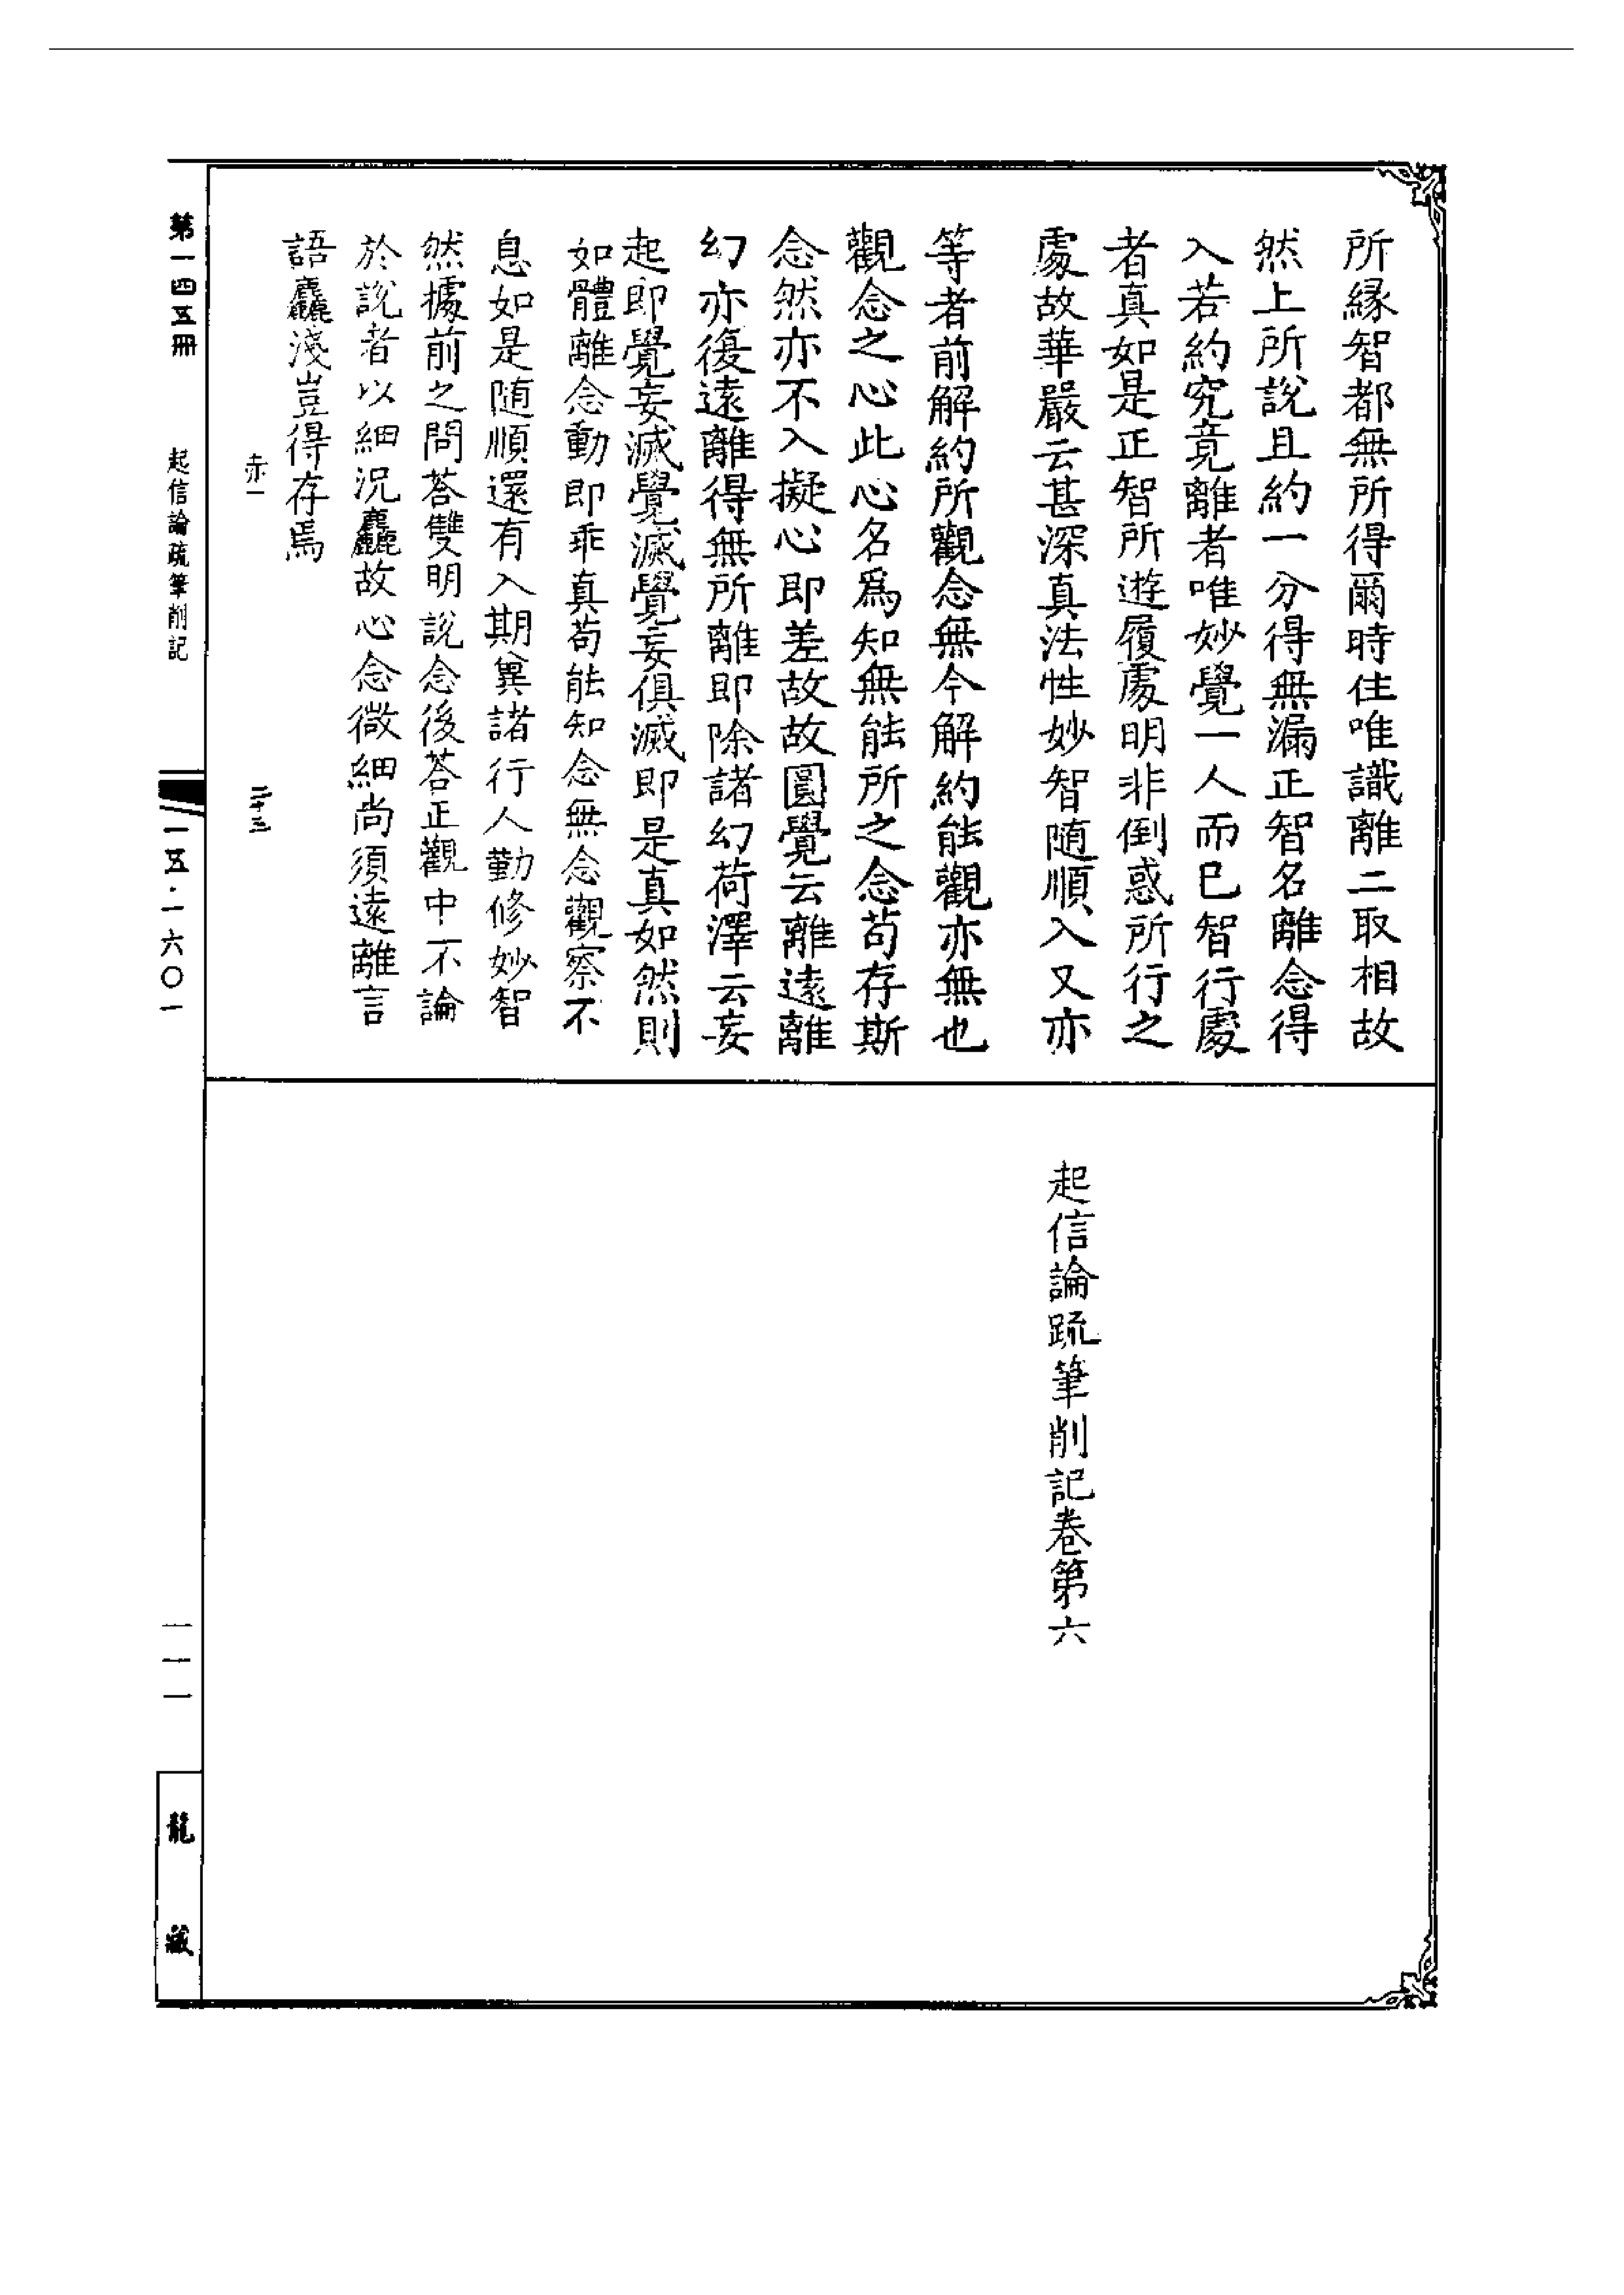 所緣智都無所得爾時住唯識離二取相故
然上所說且約一分得無漏正智名離念得
入若約究竟離者唯妙覺一人而已智行處
者真如是正智所遊履處明非倒惑所行之
處故華嚴云甚深真法性妙智隨順入又亦
等者前解約所觀念無今解約能觀亦無也
觀念之心此心名爲知無能所之念苟存斯
念然亦不入擬心即差故故圓覺云離遠離
幻亦復遠離得無所離即除諸幻荷澤云妄
起即覺妄滅覺滅覺妄俱滅即是真如然則
如體離念動即乖真苟能知念無念觀察不
息如是隨順還有入期兾諸行人勤修妙智
然據前之問荅雙明說念後荅正觀中不論
於說者以細況麤故心念微細尚須遠離言
語麤淺豈得存焉
赤一　二十三
起信論䟽筆削記卷第六
第一四五冊　起信論疏筆削記　一五・一六〇一　一一一　龍藏